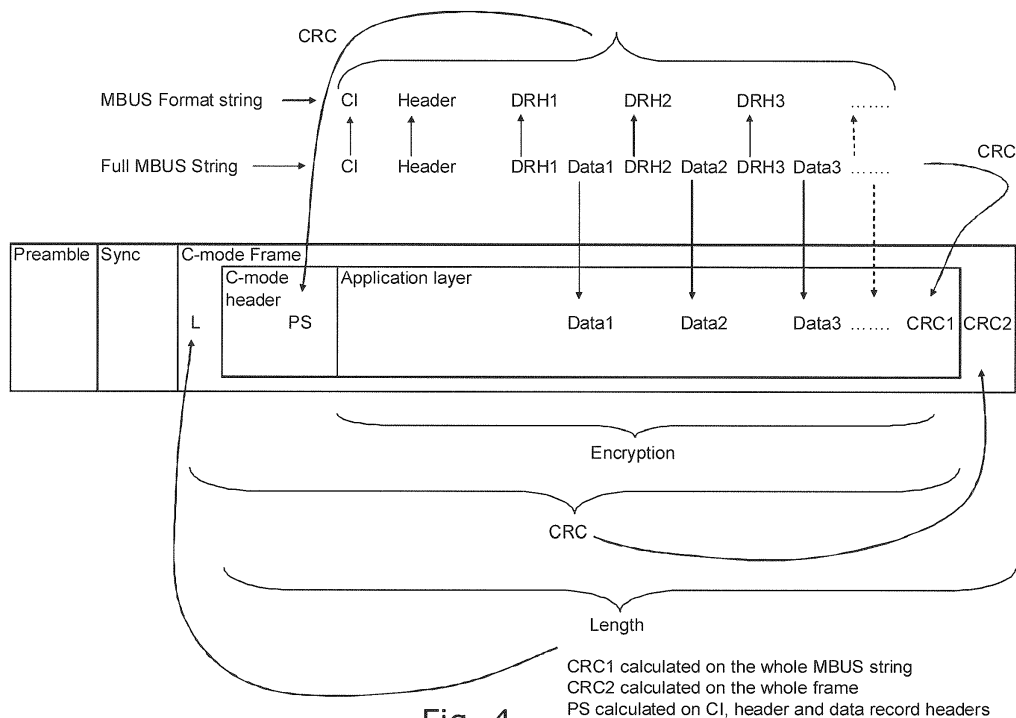 CRC
MBUS Format string CI Header DRH1 DRH2 DRH3 .......
Full MBUS String CI Header DRH1 Data1 DRH2 Data2 DRH3 Data3 .......
CRC
Preamble Sync C-mode Frame
C-mode header Application layer
L PS Data1 Data2 Data3 ....... CRC1 CRC2
Encryption
CRC
Length
CRC1 calculated on the whole MBUS string
CRC2 calculated on the whole frame
PS calculated on CI, header and data record headers
Fig. 4